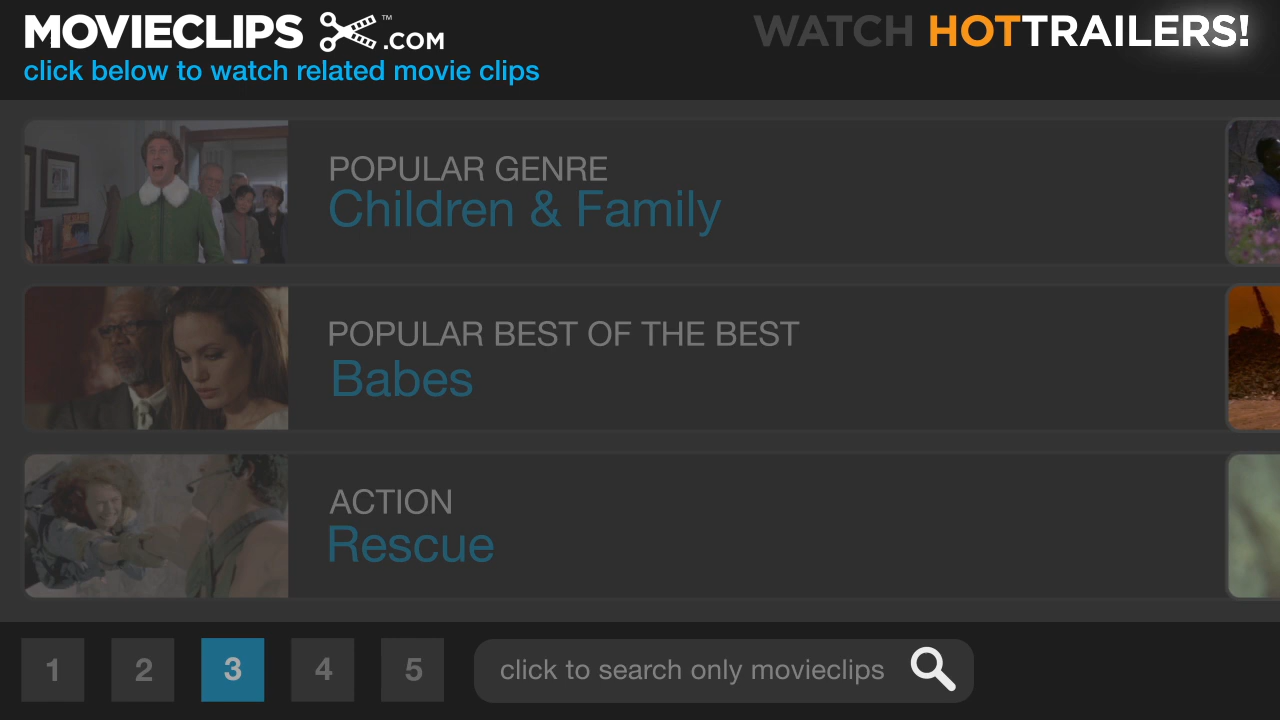 MOVIECLIPS ™ .COM
WATCH HOTTRAILERS!
click below to watch related movie clips
POPULAR GENRE
Children & Family
POPULAR BEST OF THE BEST
Babes
ACTION
Rescue
1 2 3 4 5
click to search only movieclips